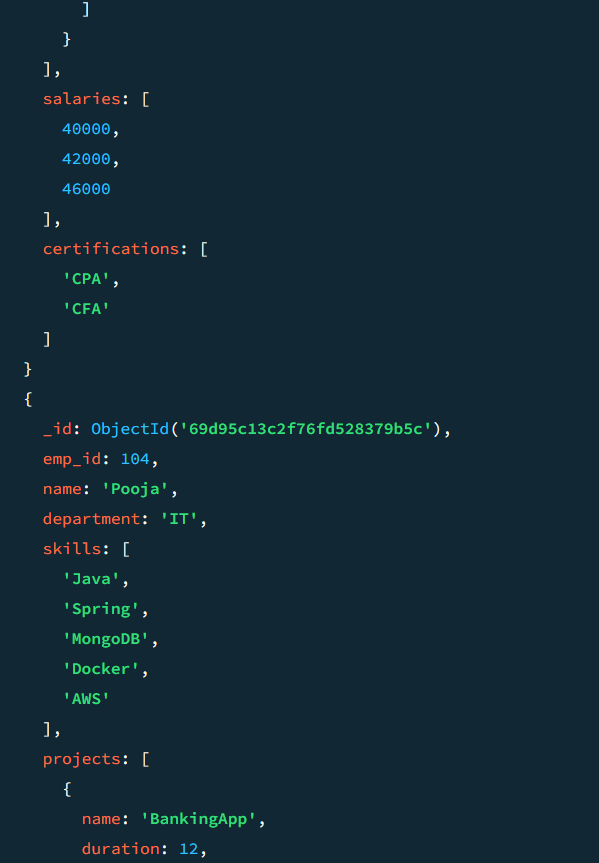 ]
}
],
salaries: [
40000,
42000,
46000
],
certifications: [
'CPA',
'CFA'
]
}
{
_id: ObjectId('69d95c13c2f76fd528379b5c'),
emp_id: 104,
name: 'Pooja',
department: 'IT',
skills: [
'Java',
'Spring',
'MongoDB',
'Docker',
'AWS'
],
projects: [
{
name: 'BankingApp',
duration: 12,